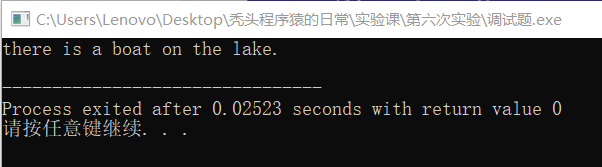 C:\Users\Lenovo\Desktop\秃头程序猿的日常\实验课\第六次实验\调试题.exe
there is a boat on the lake.
--------------------------------
Process exited after 0.02523 seconds with return value 0
请按任意键继续. . .